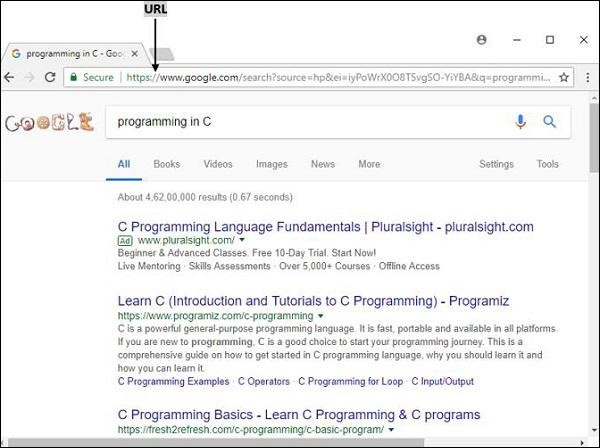 URL
programming in C - Goo
Secure https://www.google.com/search?source=hp&ei=iyPoWrX0O8T5vgSO-YiYBA&q=programmi...
GOOGLE
programming in C
All Books Videos Images News More Settings Tools
About 4,62,00,000 results (0.67 seconds)
C Programming Language Fundamentals | Pluralsight - pluralsight.com
Ad www.pluralsight.com/
Beginner & Advanced Classes. Free 10-Day Trial. Start Now!
Live Mentoring · Skills Assessments · Over 5,000+ Courses · Offline Access
Learn C (Introduction and Tutorials to C Programming) - Programiz
https://www.programiz.com/c-programming
C is a powerful general-purpose programming language. It is fast, portable and available in all platforms.
If you are new to programming, C is a good choice to start your programming journey. This is a
comprehensive guide on how to get started in C programming language, why you should learn it and
how you can learn it.
C Programming Examples · C Operators · C Programming for Loop · C Input/Output
C Programming Basics - Learn C Programming & C programs
https://fresh2refresh.com/c-programming/c-basic-program/